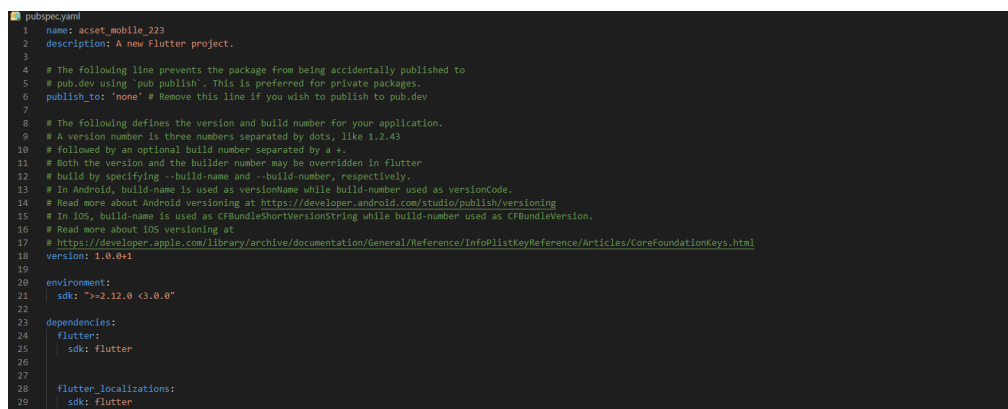 pubspec.yaml
1 name: acset_mobile_223
2 description: A new Flutter project.
3
4 # The following line prevents the package from being accidentally published to
5 # pub.dev using `pub publish`. This is preferred for private packages.
6 publish_to: 'none' # Remove this line if you wish to publish to pub.dev
7
8 # The following defines the version and build number for your application.
9 # A version number is three numbers separated by dots, like 1.2.43
10 # followed by an optional build number separated by a +.
11 # Both the version and the builder number may be overridden in flutter
12 # build by specifying --build-name and --build-number, respectively.
13 # In Android, build-name is used as versionName while build-number used as versionCode.
14 # Read more about Android versioning at https://developer.android.com/studio/publish/versioning
15 # In iOS, build-name is used as CFBundleShortVersionString while build-number used as CFBundleVersion.
16 # Read more about iOS versioning at
17 # https://developer.apple.com/library/archive/documentation/General/Reference/InfoPlistKeyReference/Articles/CoreFoundationKeys.html
18 version: 1.0.0+1
19
20 environment:
21 sdk: ">=2.12.0 <3.0.0"
22
23 dependencies:
24 flutter:
25 sdk: flutter
26
27
28 flutter_localizations:
29 sdk: flutter